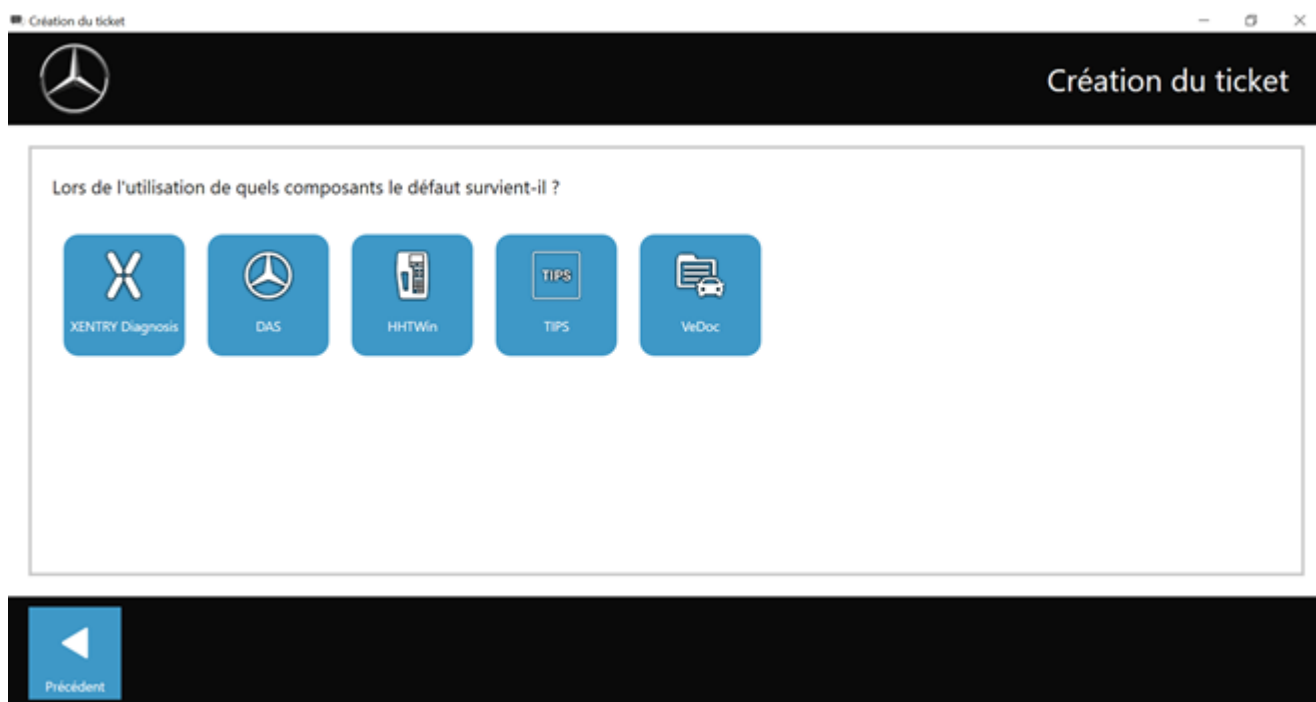 Création du ticket
Création du ticket
Lors de l'utilisation de quels composants le défaut survient-il ?
XENTRY Diagnosis
DAS
HHTWin
TIPS
TIPS
VeDoc
Précédent